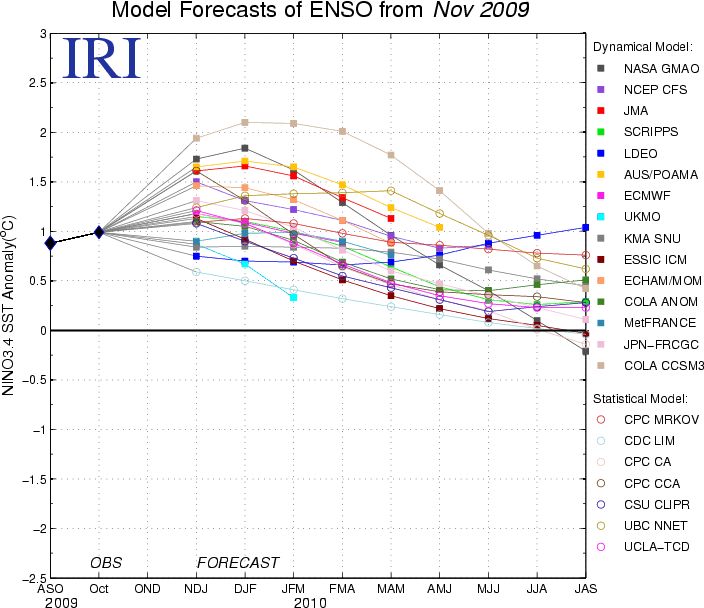 Model Forecasts of ENSO from Nov 2009
IRI
NINO3.4 SST Anomaly(°C)
3
2.5
2
1.5
1
0.5
0
−0.5
−1
−1.5
−2
−2.5
OBS FORECAST
ASO Oct OND NDJ DJF JFM FMA MAM AMJ MJJ JJA JAS
2009 2010
Dynamical Model:
NASA GMAO
NCEP CFS
JMA
SCRIPPS
LDEO
AUS/POAMA
ECMWF
UKMO
KMA SNU
ESSIC ICM
ECHAM/MOM
COLA ANOM
MetFRANCE
JPN−FRCGC
COLA CCSM3
Statistical Model:
CPC MRKOV
CDC LIM
CPC CA
CPC CCA
CSU CLIPR
UBC NNET
UCLA−TCD